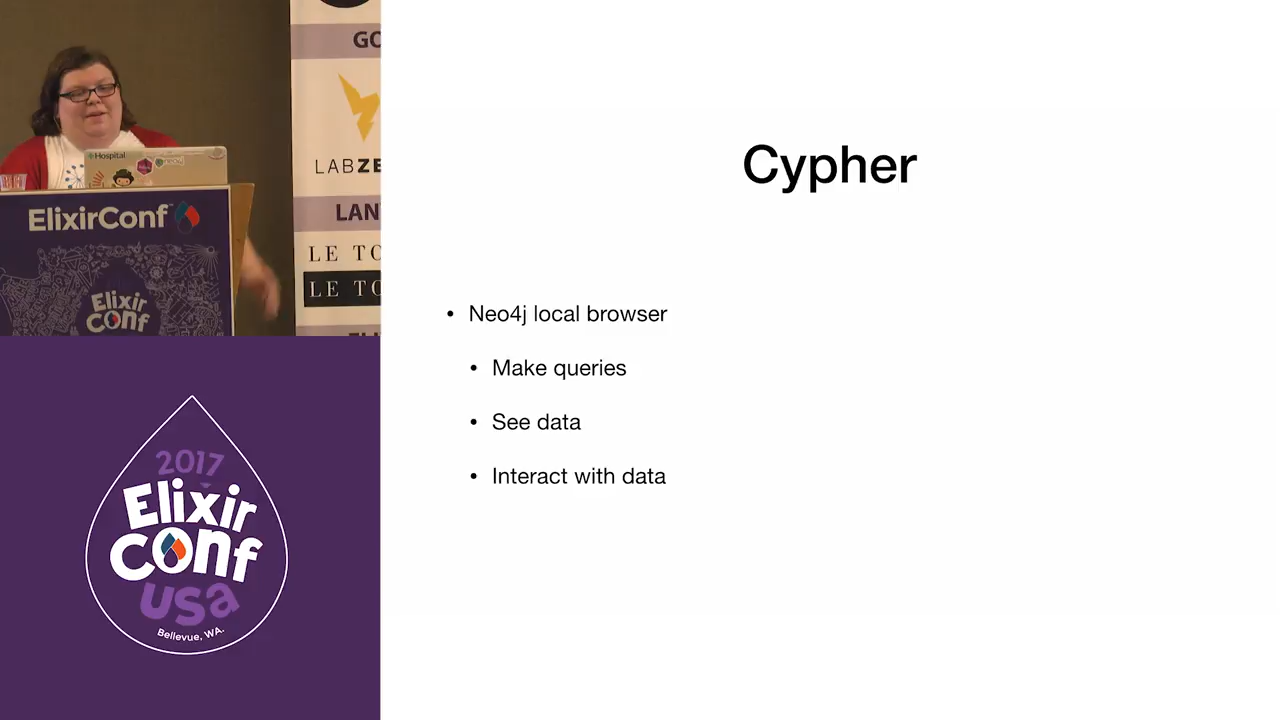 GO
LABZE
LAN
LE TO
LE TO
Hospital
neo4j
ElixirConf
Elixir
Conf
2017
Elixir
Conf
USA
Bellevue, WA.
Cypher
• Neo4j local browser
• Make queries
• See data
• Interact with data